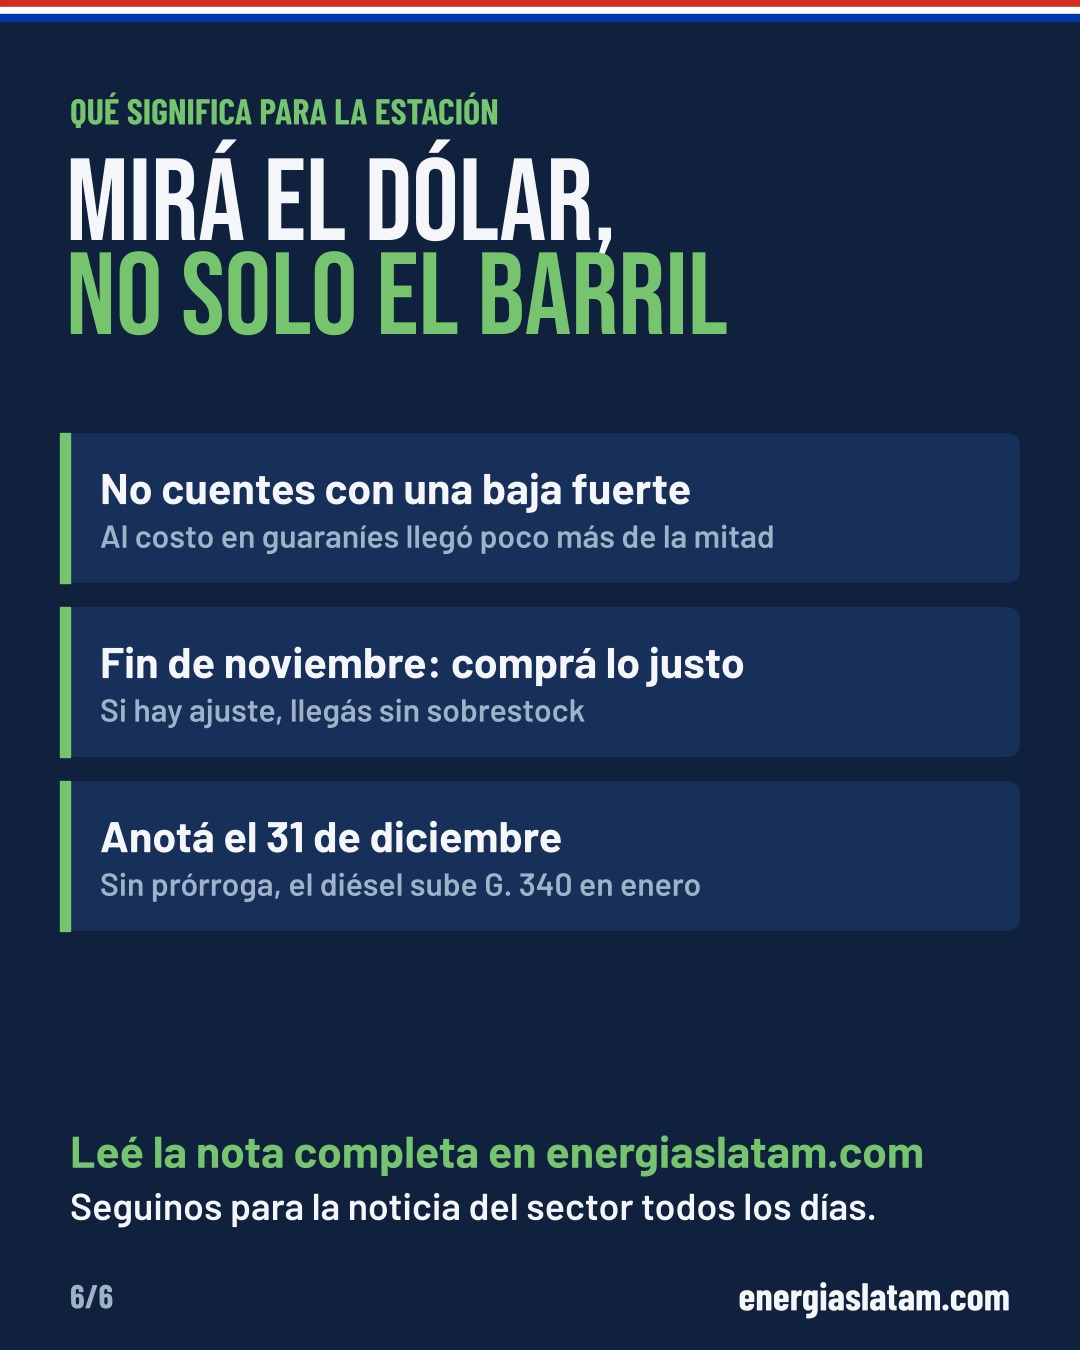 QUÉ SIGNIFICA PARA LA ESTACIÓN
MIRÁ EL DÓLAR,
NO SOLO EL BARRIL
No cuentes con una baja fuerte
Al costo en guaraníes llegó poco más de la mitad
Fin de noviembre: comprá lo justo
Si hay ajuste, llegás sin sobrestock
Anotá el 31 de diciembre
Sin prórroga, el diésel sube G. 340 en enero
Leé la nota completa en energiaslatam.com
Seguinos para la noticia del sector todos los días.
6/6
energiaslatam.com